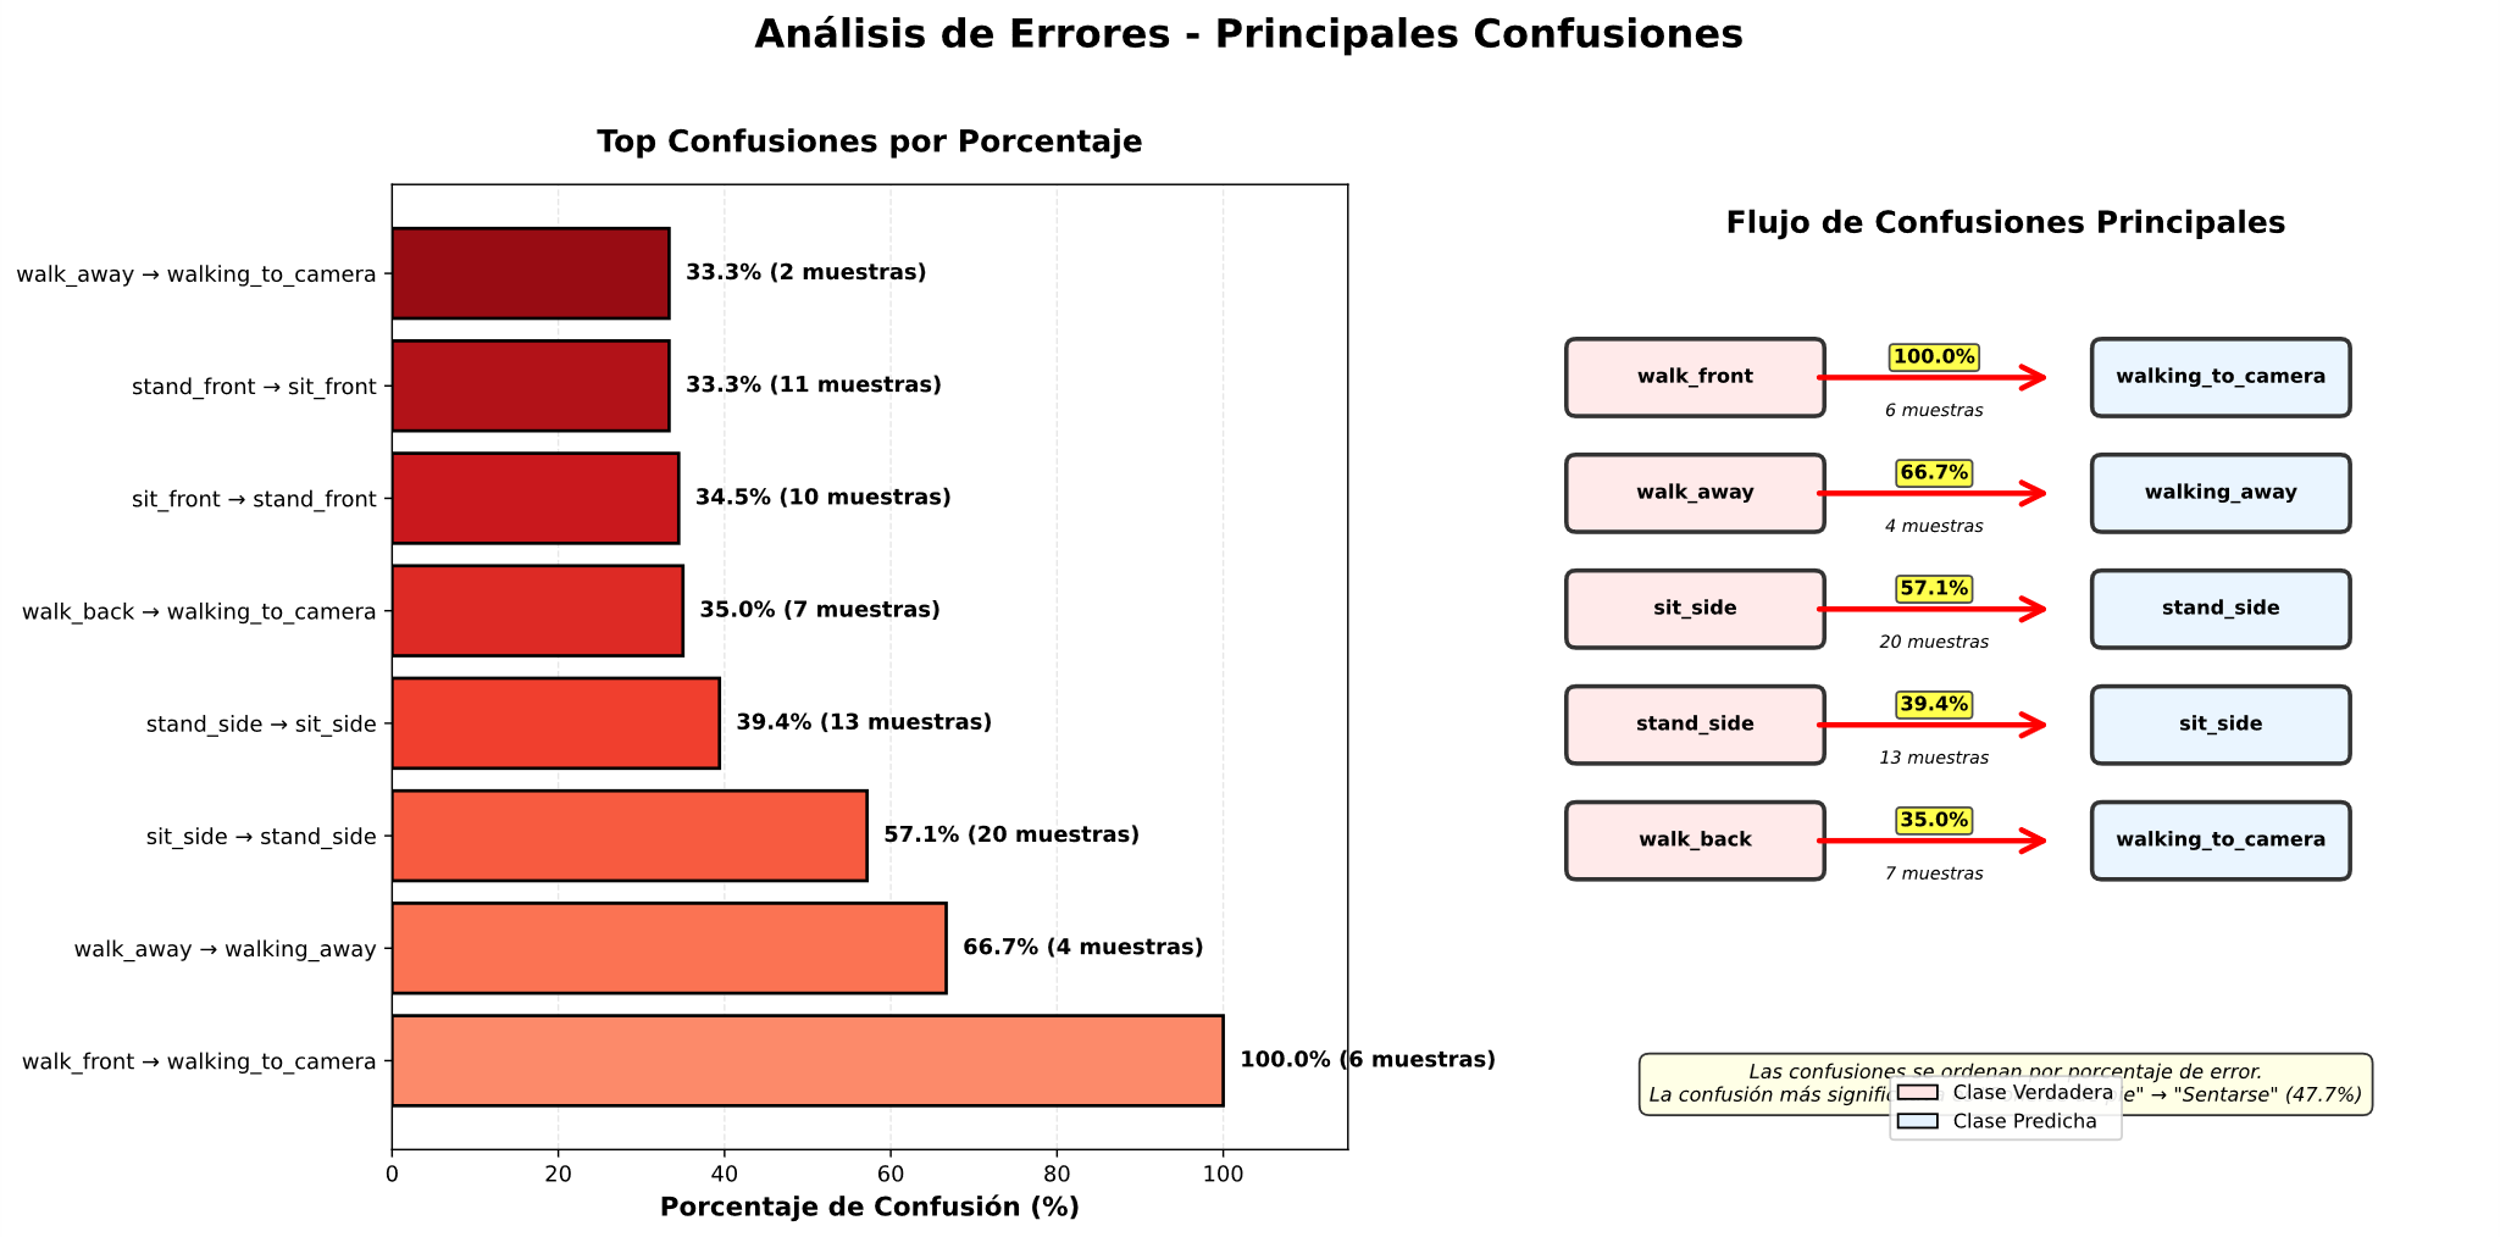 Análisis de Errores - Principales Confusiones
Top Confusiones por Porcentaje
walk_away → walking_to_camera
33.3% (2 muestras)
stand_front → sit_front
33.3% (11 muestras)
sit_front → stand_front
34.5% (10 muestras)
walk_back → walking_to_camera
35.0% (7 muestras)
stand_side → sit_side
39.4% (13 muestras)
sit_side → stand_side
57.1% (20 muestras)
walk_away → walking_away
66.7% (4 muestras)
walk_front → walking_to_camera
100.0% (6 muestras)
0 20 40 60 80 100
Porcentaje de Confusión (%)
Flujo de Confusiones Principales
walk_front
100.0%
6 muestras
walking_to_camera
walk_away
66.7%
4 muestras
walking_away
sit_side
57.1%
20 muestras
stand_side
stand_side
39.4%
13 muestras
sit_side
walk_back
35.0%
7 muestras
walking_to_camera
Las confusiones se ordenan por porcentaje de error.
La confusión más → "Sentarse" (47.7%)
Clase Verdadera
Clase Predicha